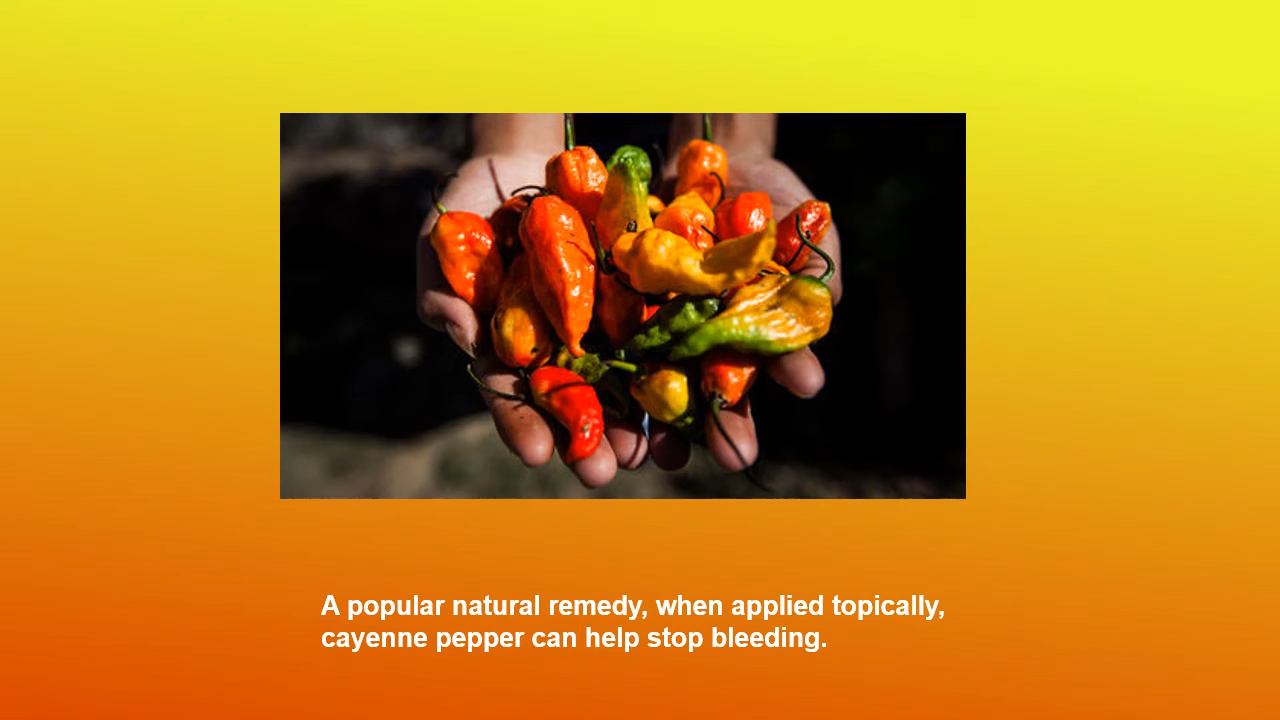 A popular natural remedy, when applied topically,
cayenne pepper can help stop bleeding.